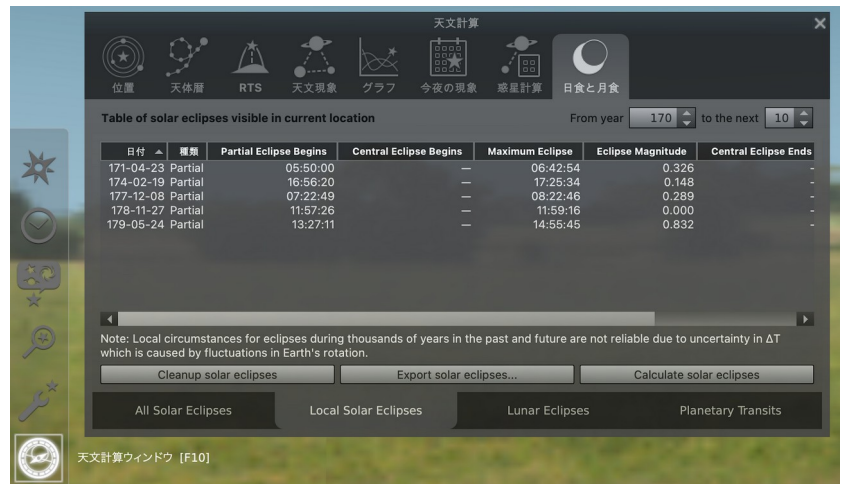 天文計算
位置 天体暦 RTS 天文現象 グラフ 今夜の現象 惑星計算 日食と月食
Table of solar eclipses visible in current location From year 170 to the next 10
日付 種類 Partial Eclipse Begins Central Eclipse Begins Maximum Eclipse Eclipse Magnitude Central Eclipse Ends
171-04-23 Partial 05:50:00 — 06:42:54 0.326 -
174-02-19 Partial 16:56:20 — 17:25:34 0.148 -
177-12-08 Partial 07:22:49 — 08:22:46 0.289 -
178-11-27 Partial 11:57:26 — 11:59:16 0.000 -
179-05-24 Partial 13:27:11 — 14:55:45 0.832 -
Note: Local circumstances for eclipses during thousands of years in the past and future are not reliable due to uncertainty in ΔT
which is caused by fluctuations in Earth's rotation.
Cleanup solar eclipses Export solar eclipses... Calculate solar eclipses
All Solar Eclipses Local Solar Eclipses Lunar Eclipses Planetary Transits
天文計算ウィンドウ [F10]